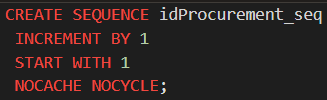 CREATE SEQUENCE idProcurement_seq
INCREMENT BY 1
START WITH 1
NOCACHE NOCYCLE;